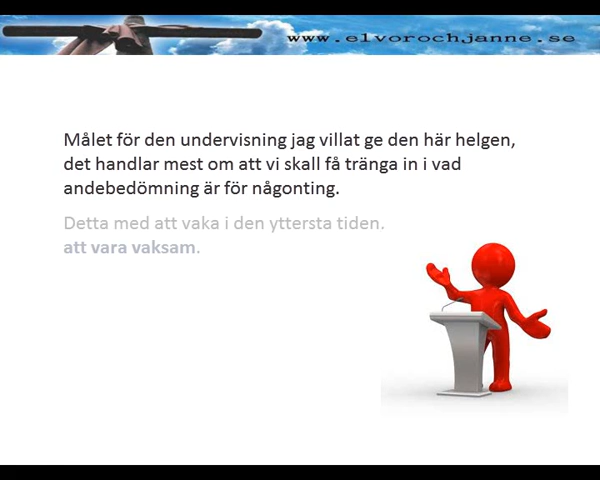 www.elvorochjanne.se
Målet för den undervisning jag villat ge den här helgen,
det handlar mest om att vi skall få tränga in i vad
andebedömning är för någonting.
Detta med att vaka i den yttersta tiden.
att vara vaksam.